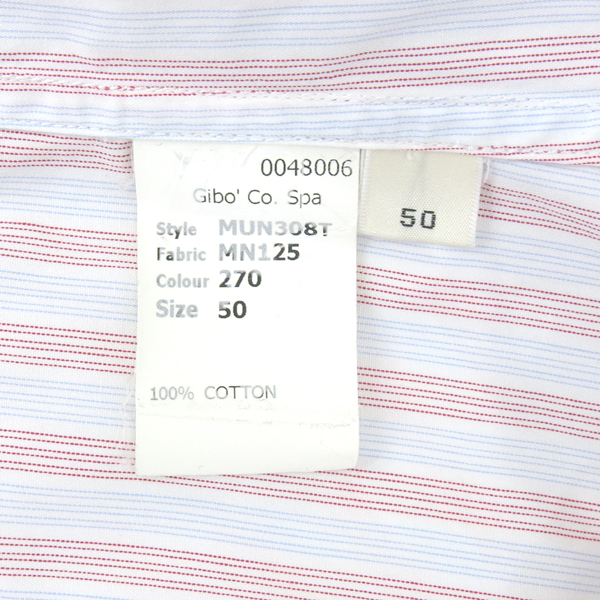 0048006
Gibo' Co. Spa
Style MUN308T
Fabric MN125
Colour 270
Size 50
100% COTTON
50